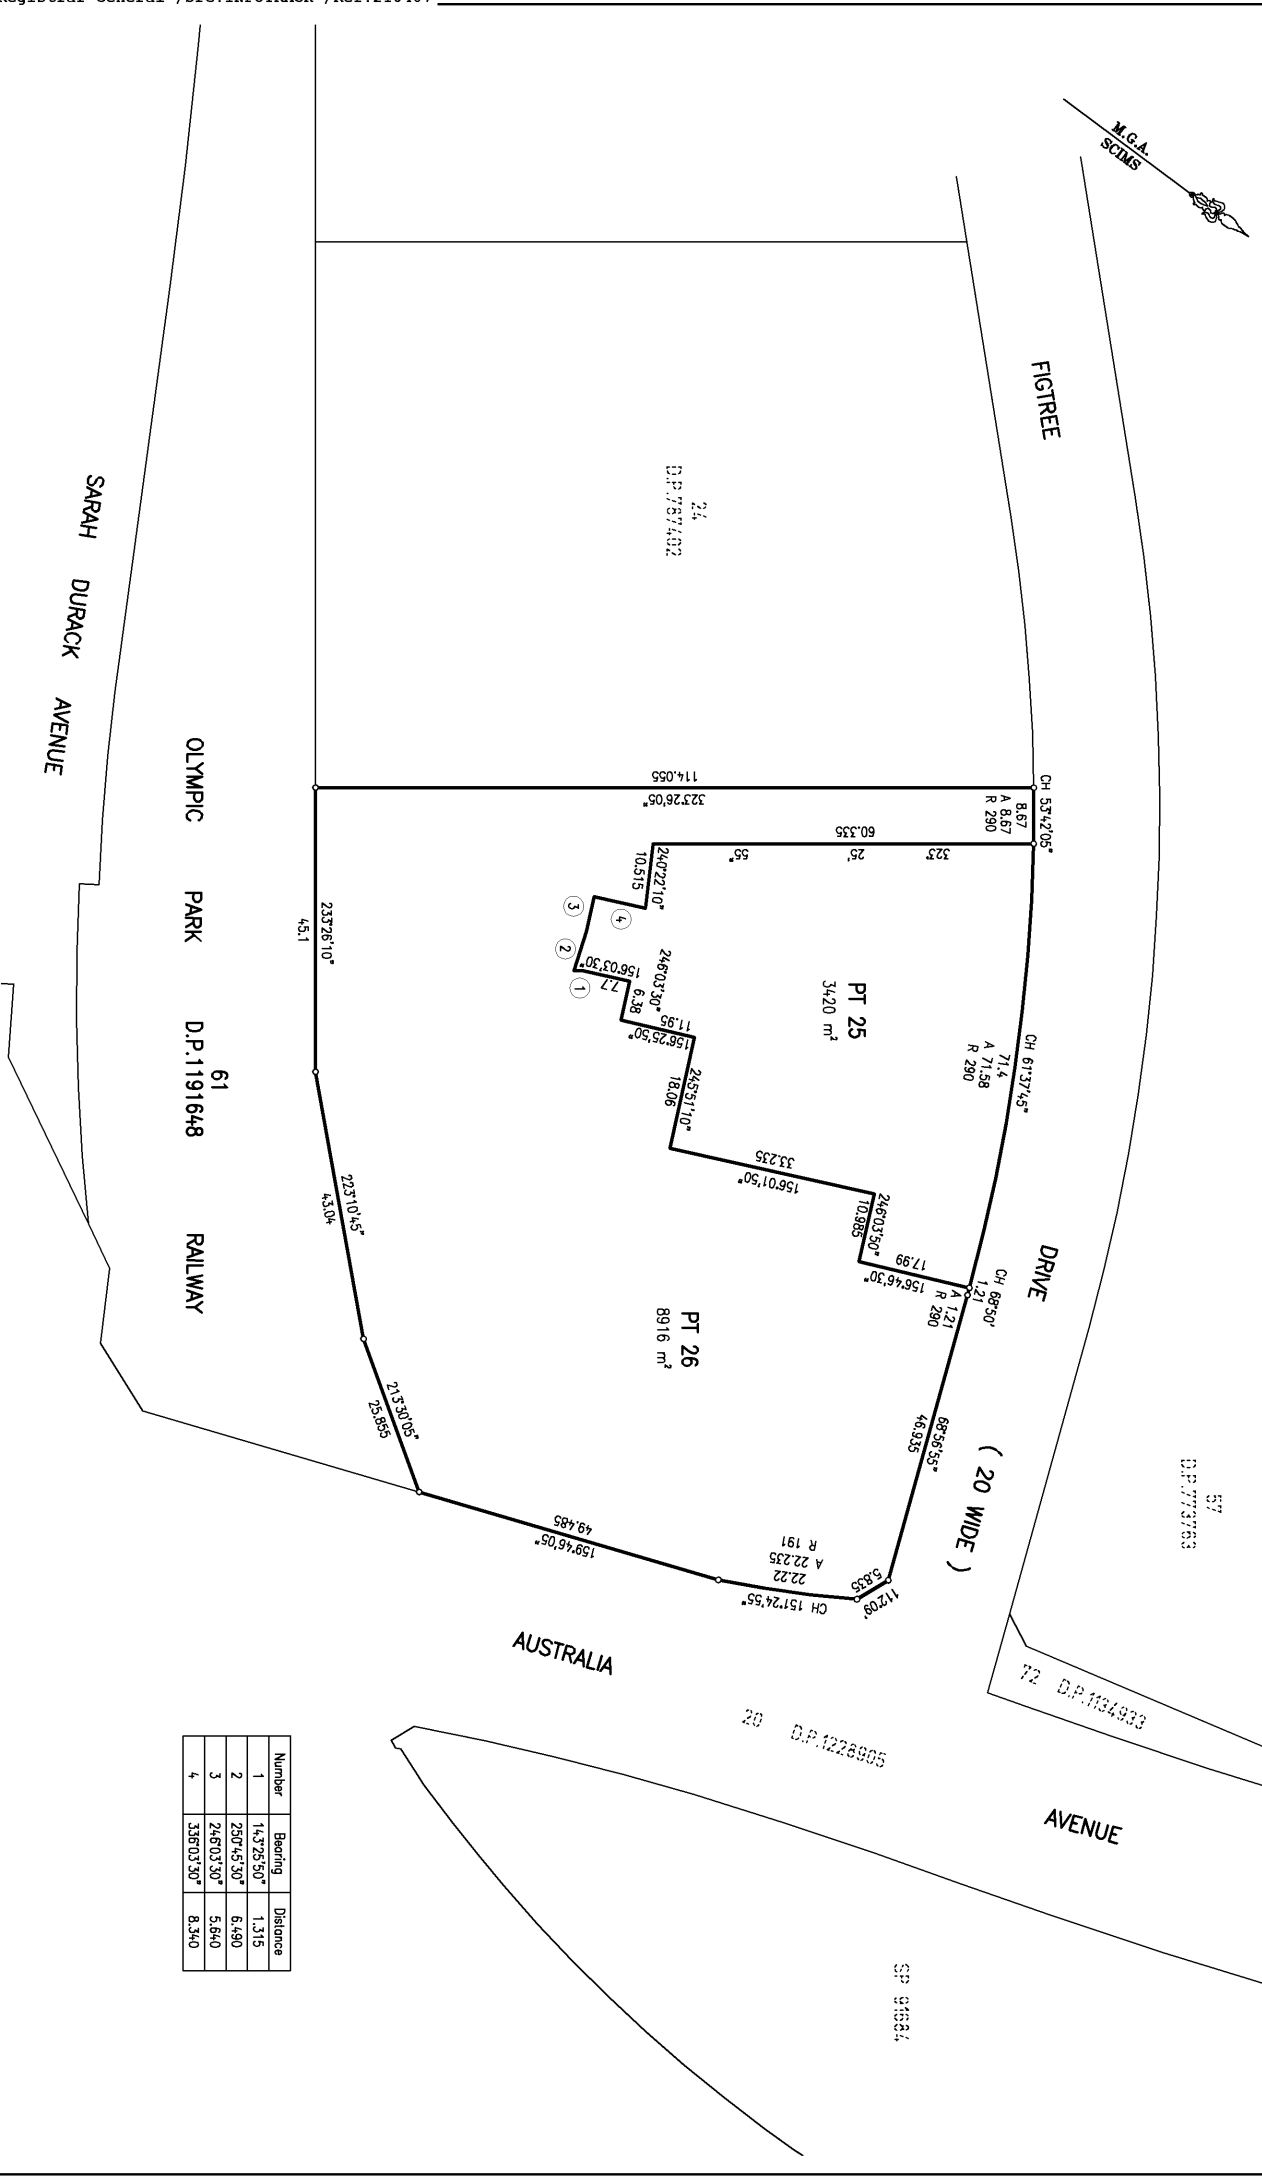 M.G.A.
SCIMS
FIGTREE
DRIVE
( 20 WIDE )
24
D.P.787402
57
D.P.773763
72 D.P.1134933
20 D.P.1228905
SP 91684
AUSTRALIA
AVENUE
SARAH DURACK AVENUE
OLYMPIC PARK RAILWAY
61
D.P.1191648
PT 25
3420 m²
PT 26
8916 m²
CH 53°42'05"
8.67
A 8.67
R 290
CH 61°37'45"
71.4
A 71.58
R 290
CH 68°50'
1.21
A 1.21
R 290
68°56'55"
46.935
112°09'
5.835
CH 151°24'55"
22.22
A 22.235
R 191
159°46'05"
49.485
213°30'05"
25.855
223°10'45"
43.04
233°26'10"
45.1
323°26'05"
114.055
323° 25' 55"
60.335
240°22'10"
10.515
4
3
2
1
156°03'30"
7.7
246°03'30"
6.38
156°25'50"
11.95
245°51'10"
18.06
156°01'50"
33.235
246°03'50"
10.985
156°46'30"
17.99
Number Bearing Distance
1 143°25'50" 1.315
2 250°45'30" 6.490
3 246°03'30" 5.640
4 336°03'30" 8.340